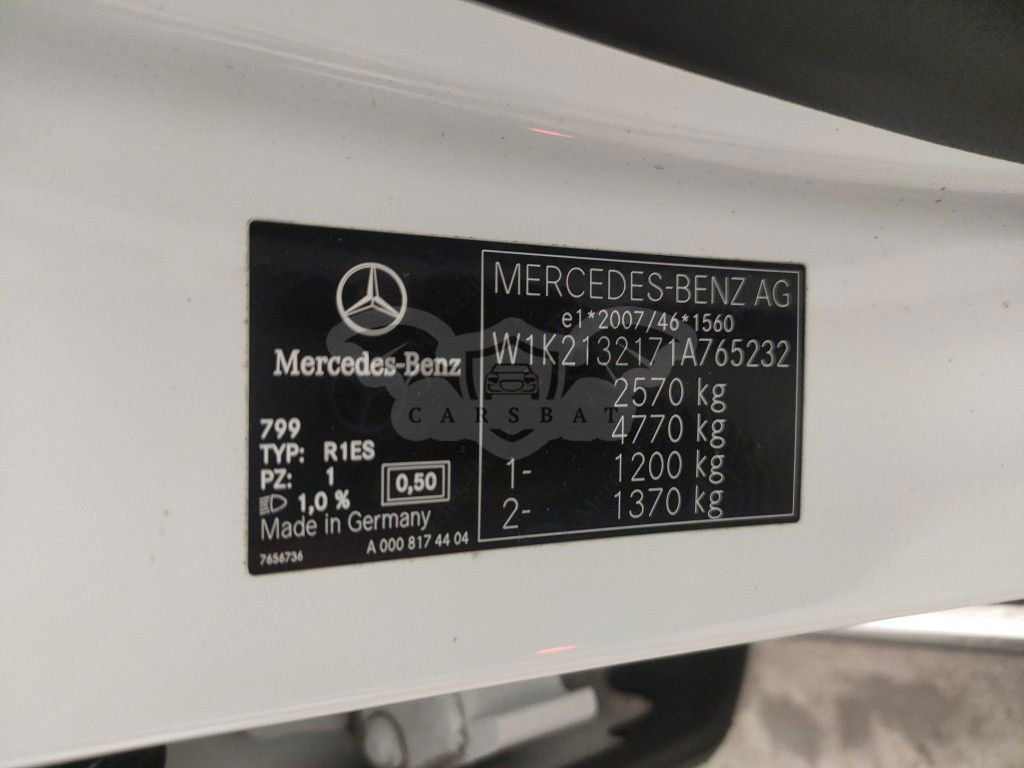 Mercedes-Benz
799
TYP: R1ES
PZ: 1
1,0 %
0,50
Made in Germany
7656736
A 000 817 44 04
MERCEDES-BENZ AG
e1*2007/46*1560
W1K2132171A765232
2570 kg
4770 kg
1- 1200 kg
2- 1370 kg
CARSBAT